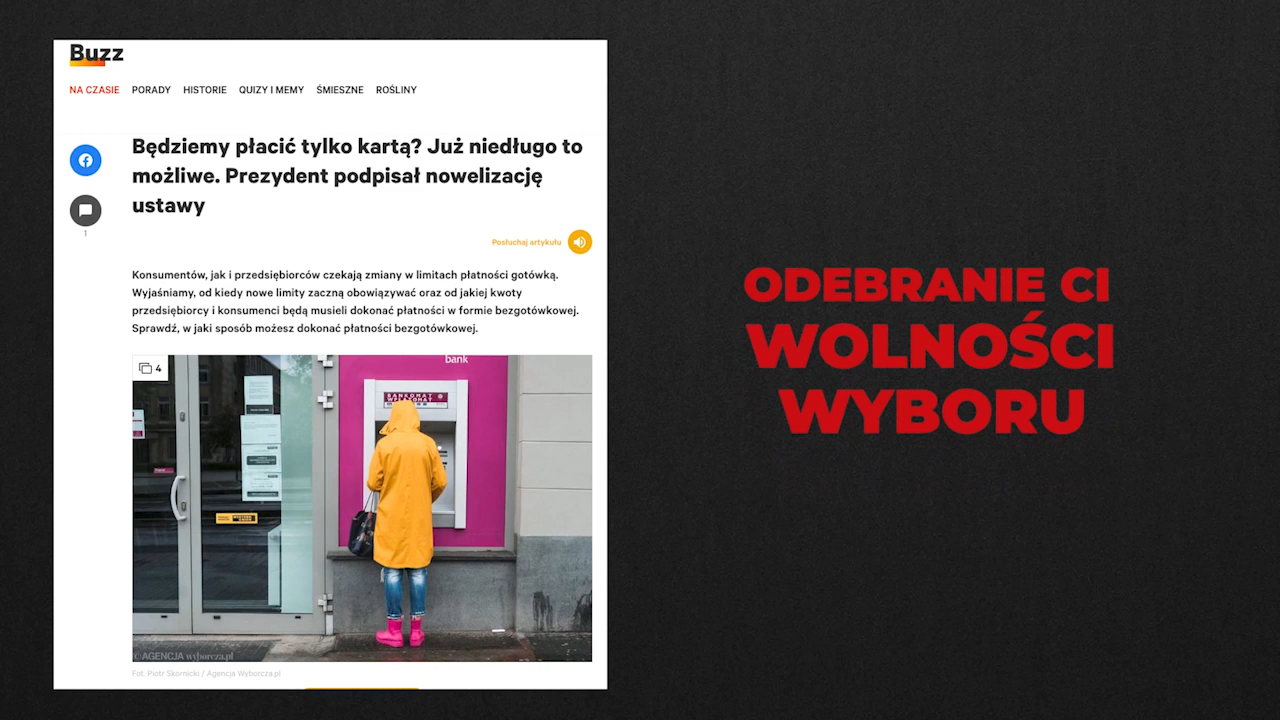 Buzz
NA CZASIE PORADY HISTORIE QUIZY I MEMY ŚMIESZNE ROŚLINY
Będziemy płacić tylko kartą? Już niedługo to
możliwe. Prezydent podpisał nowelizację
ustawy
1
Posłuchaj artykułu
Konsumentów, jak i przedsiębiorców czekają zmiany w limitach płatności gotówką.
Wyjaśniamy, od kiedy nowe limity zaczną obowiązywać oraz od jakiej kwoty
przedsiębiorcy i konsumenci będą musieli dokonać płatności w formie bezgotówkowej.
Sprawdź, w jaki sposób możesz dokonać płatności bezgotówkowej.
4
bank
BANKOMAT
© AGENCJA wyborcza.pl
Fot. Piotr Skornicki / Agencja Wyborcza.pl
ODEBRANIE CI
WOLNOŚCI
WYBORU